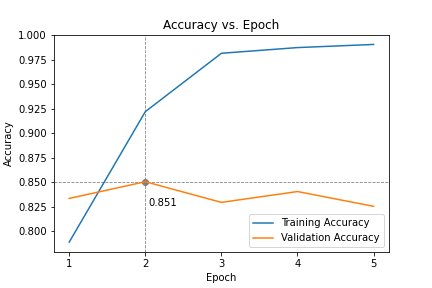 Accuracy vs. Epoch
1.000
0.975
0.950
0.925
0.900
0.875
0.850
0.825
0.800
Accuracy
0.851
Training Accuracy
Validation Accuracy
1 2 3 4 5
Epoch